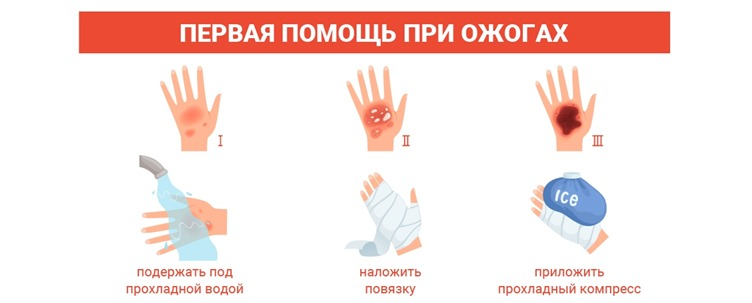 ПЕРВАЯ ПОМОЩЬ ПРИ ОЖОГАХ
I
II
III
ICE
подержать под
прохладной водой
наложить
повязку
приложить
прохладный компресс